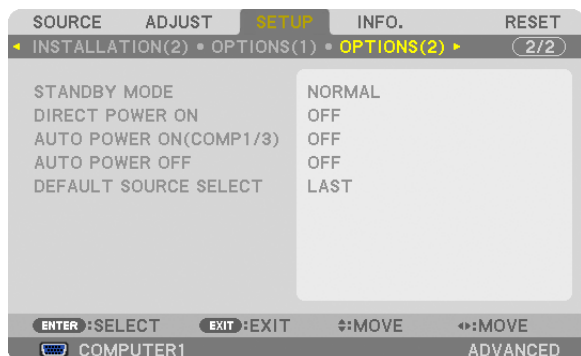 SOURCE ADJUST SETUP INFO. RESET
INSTALLATION(2) • OPTIONS(1) • OPTIONS(2) 2/2
STANDBY MODE NORMAL
DIRECT POWER ON OFF
AUTO POWER ON(COMP1/3) OFF
AUTO POWER OFF OFF
DEFAULT SOURCE SELECT LAST
ENTER :SELECT EXIT :EXIT :MOVE :MOVE
COMPUTER1 ADVANCED